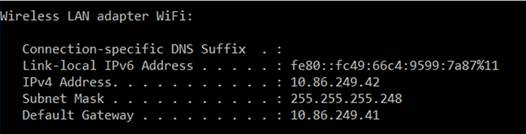 Wireless LAN adapter WiFi:
Connection-specific DNS Suffix  . :
Link-local IPv6 Address . . . . . : fe80::fc49:66c4:9599:7a87%11
IPv4 Address. . . . . . . . . . . : 10.86.249.42
Subnet Mask . . . . . . . . . . . : 255.255.255.248
Default Gateway . . . . . . . . . : 10.86.249.41